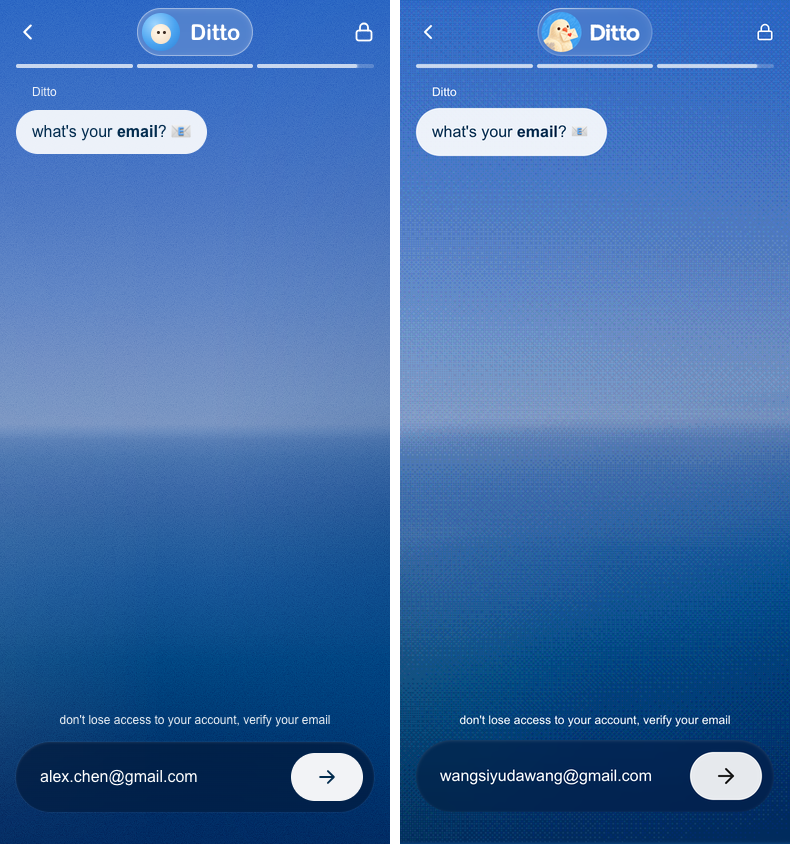 Ditto
Ditto
what's your email? 📧
don't lose access to your account, verify your email
alex.chen@gmail.com
Ditto
Ditto
what's your email? 📧
don't lose access to your account, verify your email
wangsiyudawang@gmail.com